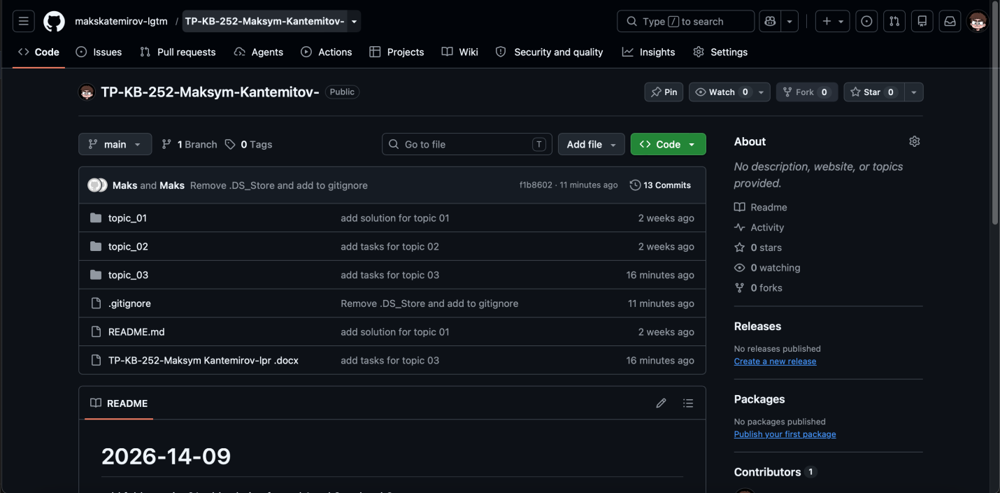 makskatemirov-lgtm / TP-KB-252-Maksym-Kantemitov-
Type / to search
Code Issues Pull requests Agents Actions Projects Wiki Security and quality Insights Settings
TP-KB-252-Maksym-Kantemitov- Public
Pin Watch 0 Fork 0 Star 0
main 1 Branch 0 Tags Go to file T Add file Code
Maks and Maks Remove .DS_Store and add to gitignore f1b8602 · 11 minutes ago 13 Commits
topic_01 add solution for topic 01 2 weeks ago
topic_02 add tasks for topic 02 2 weeks ago
topic_03 add tasks for topic 03 16 minutes ago
.gitignore Remove .DS_Store and add to gitignore 11 minutes ago
README.md add solution for topic 01 2 weeks ago
TP-KB-252-Maksym Kantemirov-lpr .docx add tasks for topic 03 16 minutes ago
README
2026-14-09
About
No description, website, or topics
provided.
Readme
Activity
0 stars
0 watching
0 forks
Releases
No releases published
Create a new release
Packages
No packages published
Publish your first package
Contributors 1